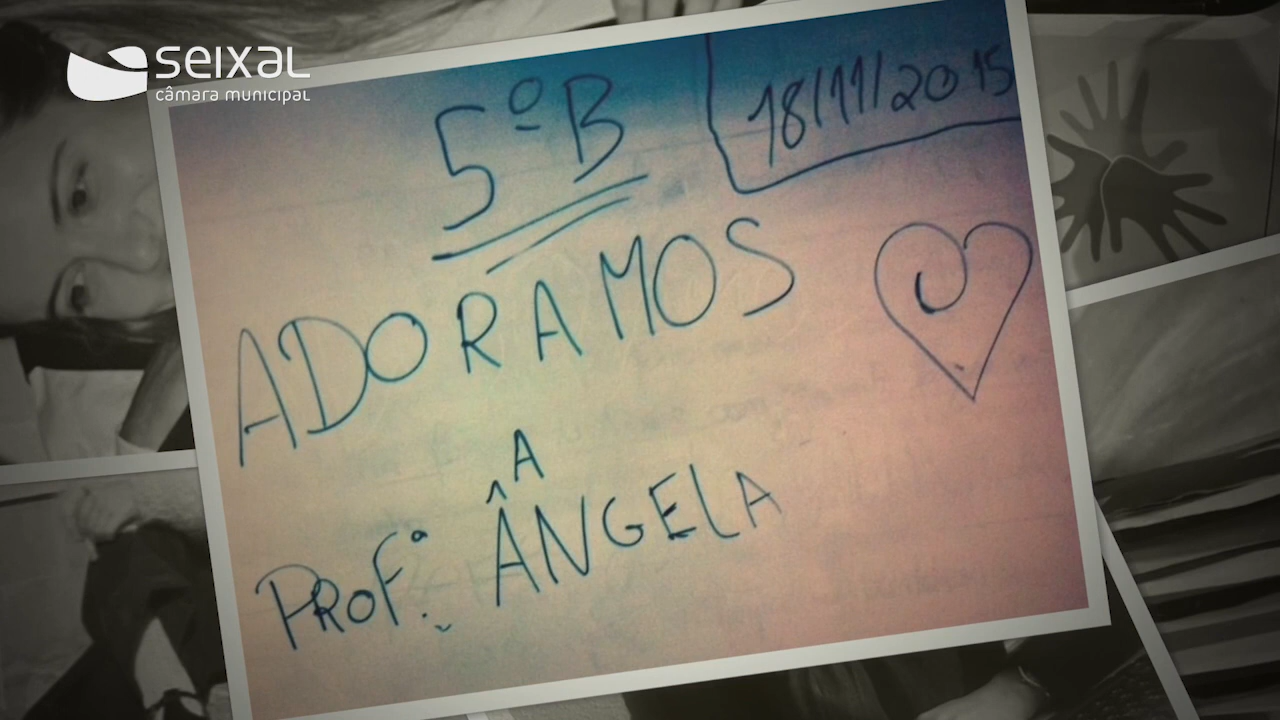 SEIXAL
câmara municipal
5ºB
18/11/2015
ADORAMOS
A
PROFª. ÂNGELA